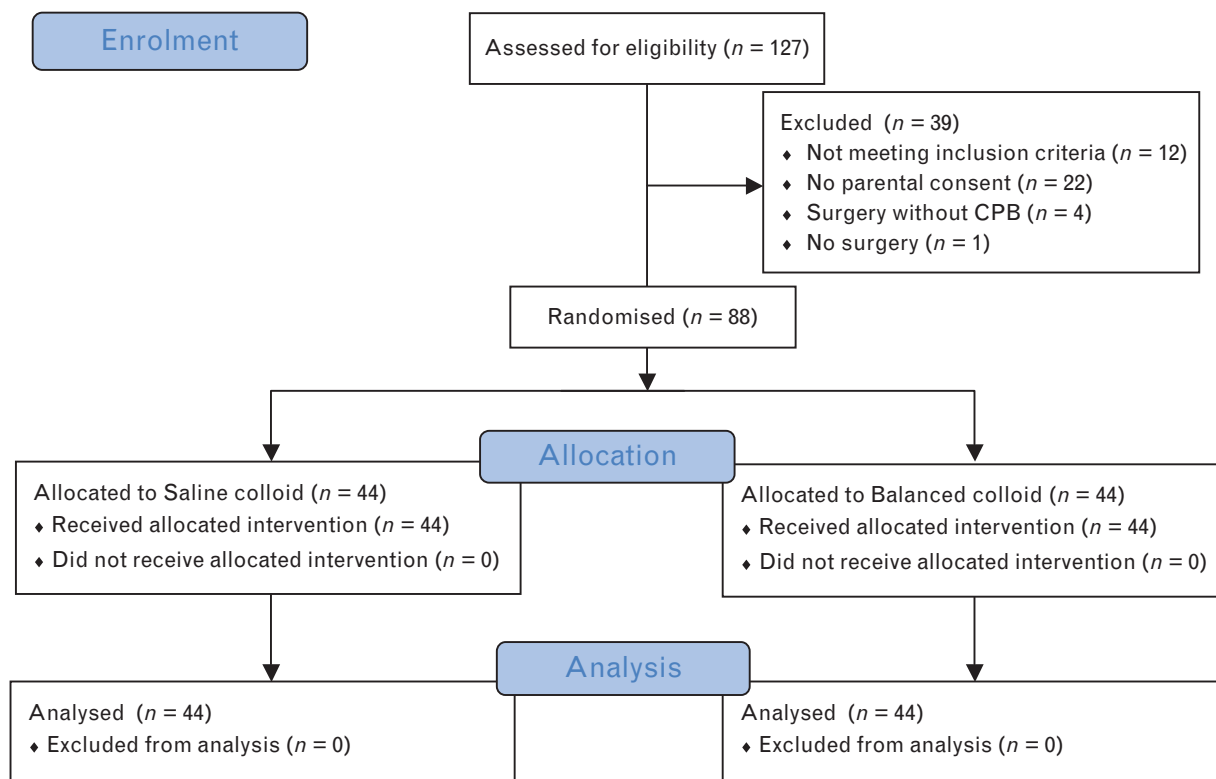 Enrolment
Assessed for eligibility (n = 127)
Excluded (n = 39)
♦ Not meeting inclusion criteria (n = 12)
♦ No parental consent (n = 22)
♦ Surgery without CPB (n = 4)
♦ No surgery (n = 1)
Randomised (n = 88)
Allocation
Allocated to Saline colloid (n = 44)
♦ Received allocated intervention (n = 44)
♦ Did not receive allocated intervention (n = 0)
Allocated to Balanced colloid (n = 44)
♦ Received allocated intervention (n = 44)
♦ Did not receive allocated intervention (n = 0)
Analysis
Analysed (n = 44)
♦ Excluded from analysis (n = 0)
Analysed (n = 44)
♦ Excluded from analysis (n = 0)